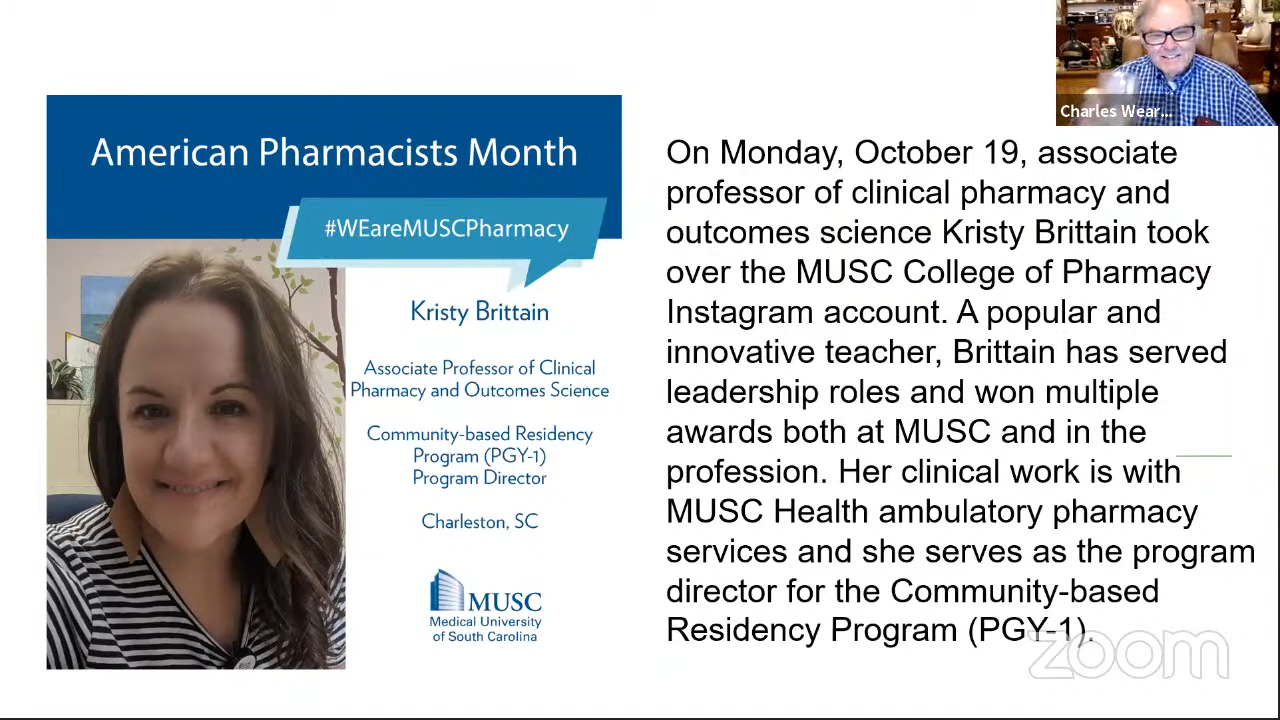 Charles Wear...
American Pharmacists Month
#WEareMUSCPharmacy
Kristy Brittain
Associate Professor of Clinical
Pharmacy and Outcomes Science
Community-based Residency
Program (PGY-1)
Program Director
Charleston, SC
MUSC
Medical University
of South Carolina
On Monday, October 19, associate
professor of clinical pharmacy and
outcomes science Kristy Brittain took
over the MUSC College of Pharmacy
Instagram account. A popular and
innovative teacher, Brittain has served
leadership roles and won multiple
awards both at MUSC and in the
profession. Her clinical work is with
MUSC Health ambulatory pharmacy
services and she serves as the program
director for the Community-based
Residency Program (PGY-1).
zoom